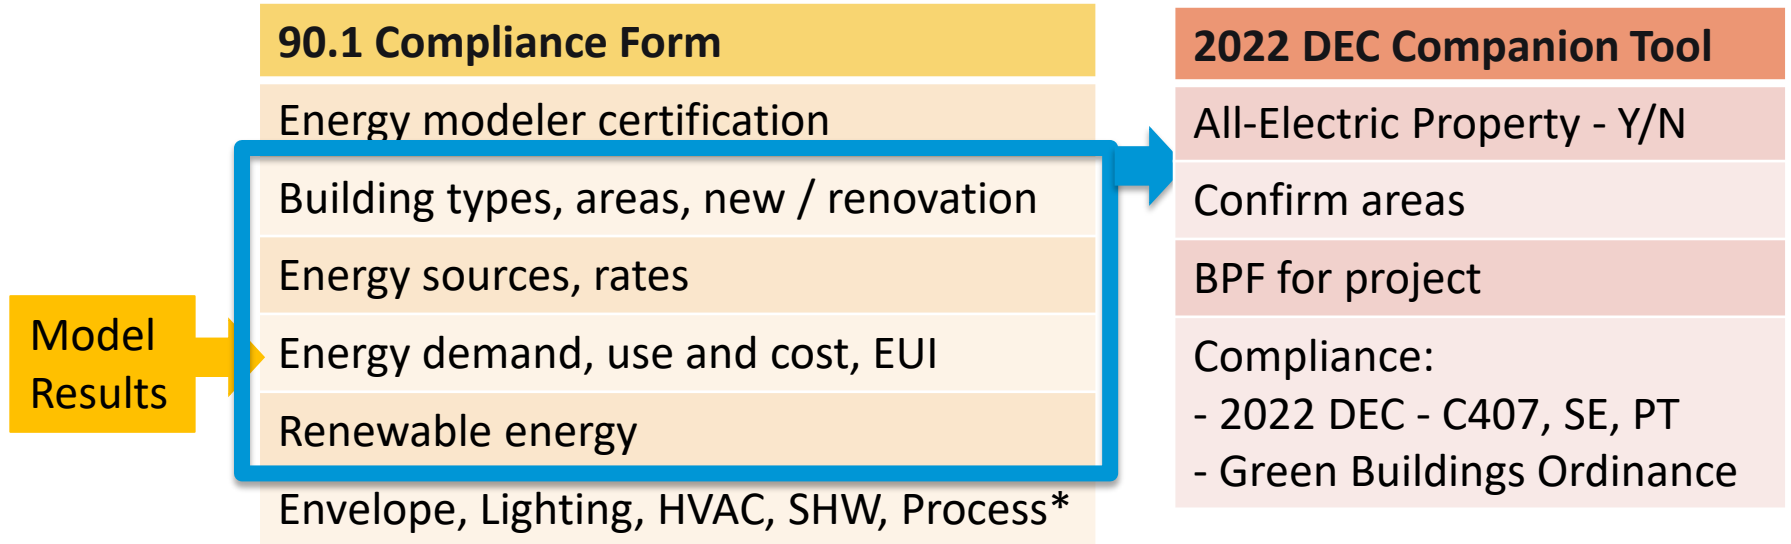 90.1 Compliance Form
Energy modeler certification
Building types, areas, new / renovation
Energy sources, rates
Model
Results
Energy demand, use and cost, EUI
Renewable energy
Envelope, Lighting, HVAC, SHW, Process*
2022 DEC Companion Tool
All-Electric Property - Y/N
Confirm areas
BPF for project
Compliance:
- 2022 DEC - C407, SE, PT
- Green Buildings Ordinance